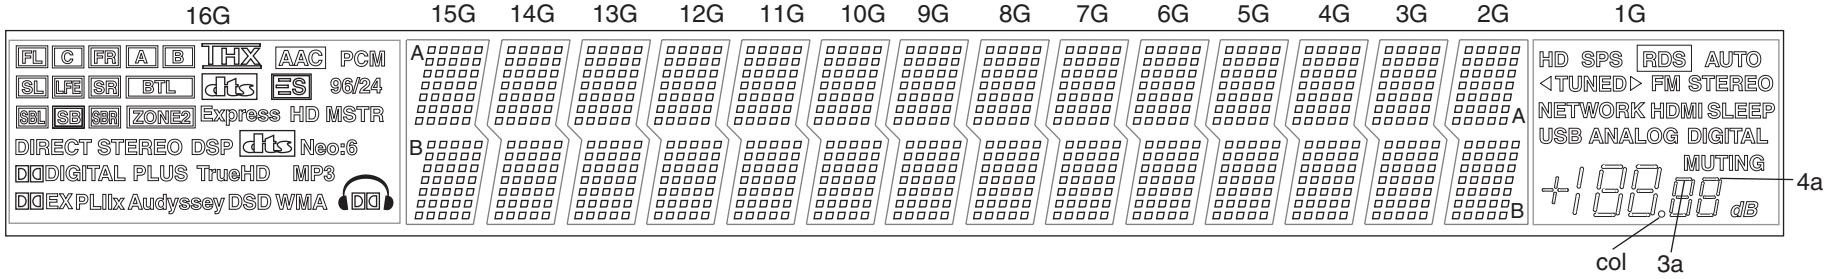 16G 15G 14G 13G 12G 11G 10G 9G 8G 7G 6G 5G 4G 3G 2G 1G
FL C FR A B THX AAC PCM
SL LFE SR BTL dts ES 96/24
SBL SB SBR ZONE2 Express HD MSTR
DIRECT STEREO DSP dts Neo:6
DIGITAL PLUS TrueHD MP3
EX PLIIx Audyssey DSD WMA
A
B
A
B
HD SPS RDS AUTO
TUNED FM STEREO
NETWORK HDMI SLEEP
USB ANALOG DIGITAL
MUTING
+188.88 dB
4a
col 3a